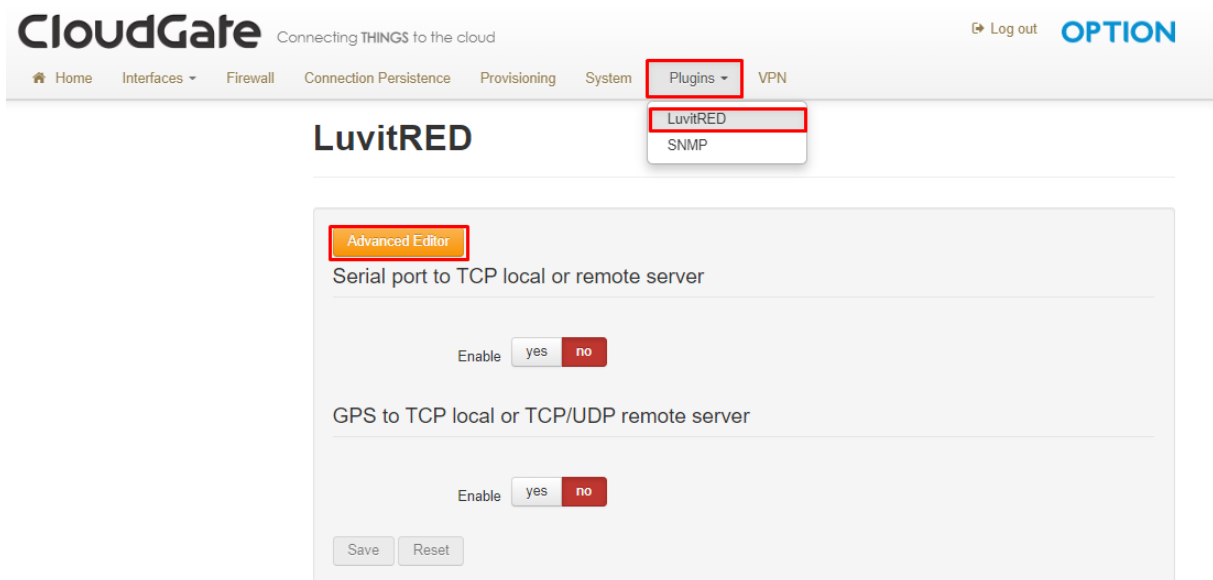 CloudGate Connecting THINGS to the cloud Log out OPTION
Home Interfaces Firewall Connection Persistence Provisioning System Plugins VPN
LuvitRED
SNMP
LuvitRED
Advanced Editor
Serial port to TCP local or remote server
Enable yes no
GPS to TCP local or TCP/UDP remote server
Enable yes no
Save Reset